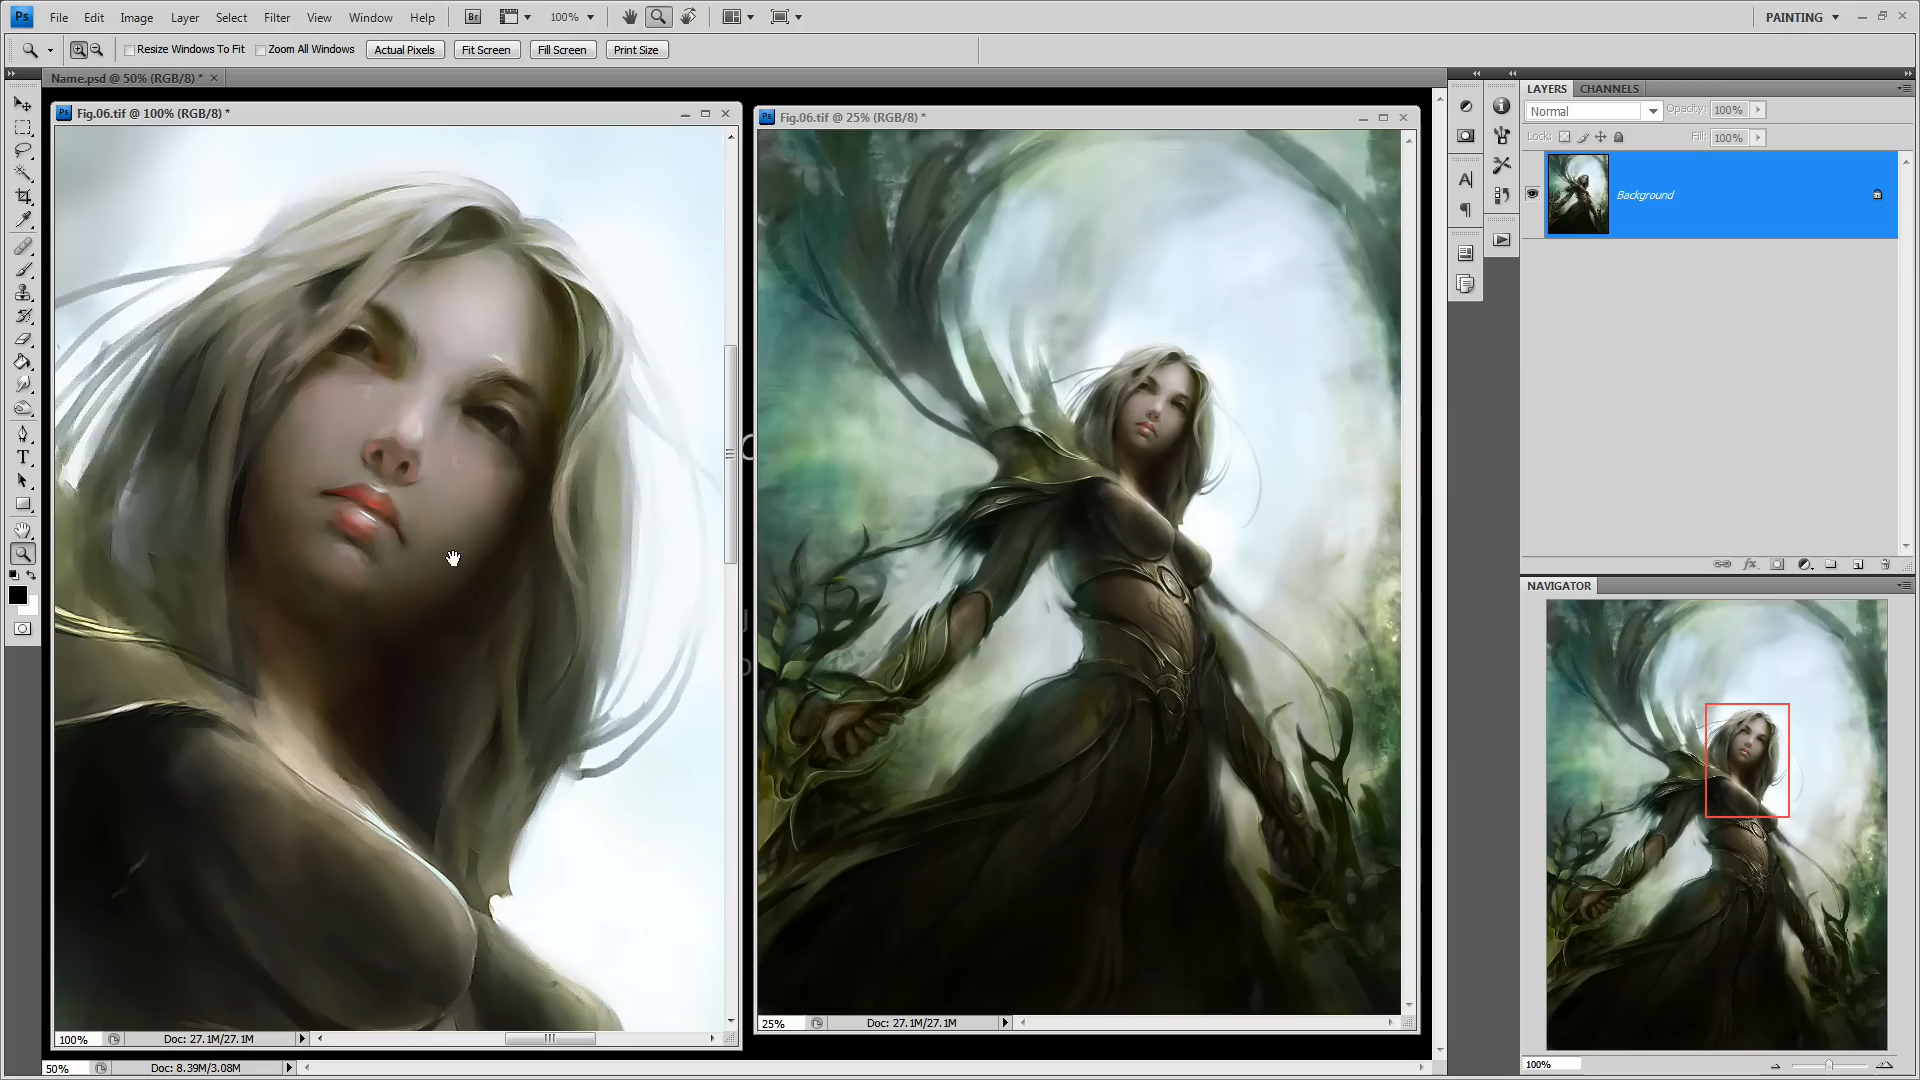 Ps File Edit Image Layer Select Filter View Window Help Br 100% PAINTING
Resize Windows To Fit Zoom All Windows Actual Pixels Fit Screen Fill Screen Print Size
Name.psd @ 50% (RGB/8) *
Ps Fig.06.tif @ 100% (RGB/8) *
Ps Fig.06.tif @ 25% (RGB/8) *
LAYERS CHANNELS
Normal Opacity: 100%
Lock: Fill: 100%
Background
NAVIGATOR
100%
100% Doc: 27.1M/27.1M
25% Doc: 27.1M/27.1M
50% Doc: 8.39M/3.08M